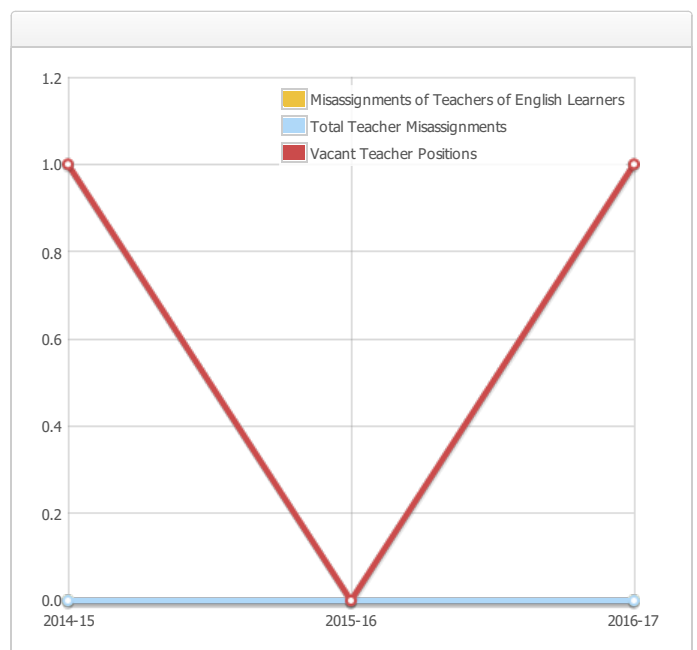 1.2
Misassignments of Teachers of English Learners
Total Teacher Misassignments
Vacant Teacher Positions
1.0
0.8
0.6
0.4
0.2
0.0
2014-15 2015-16 2016-17